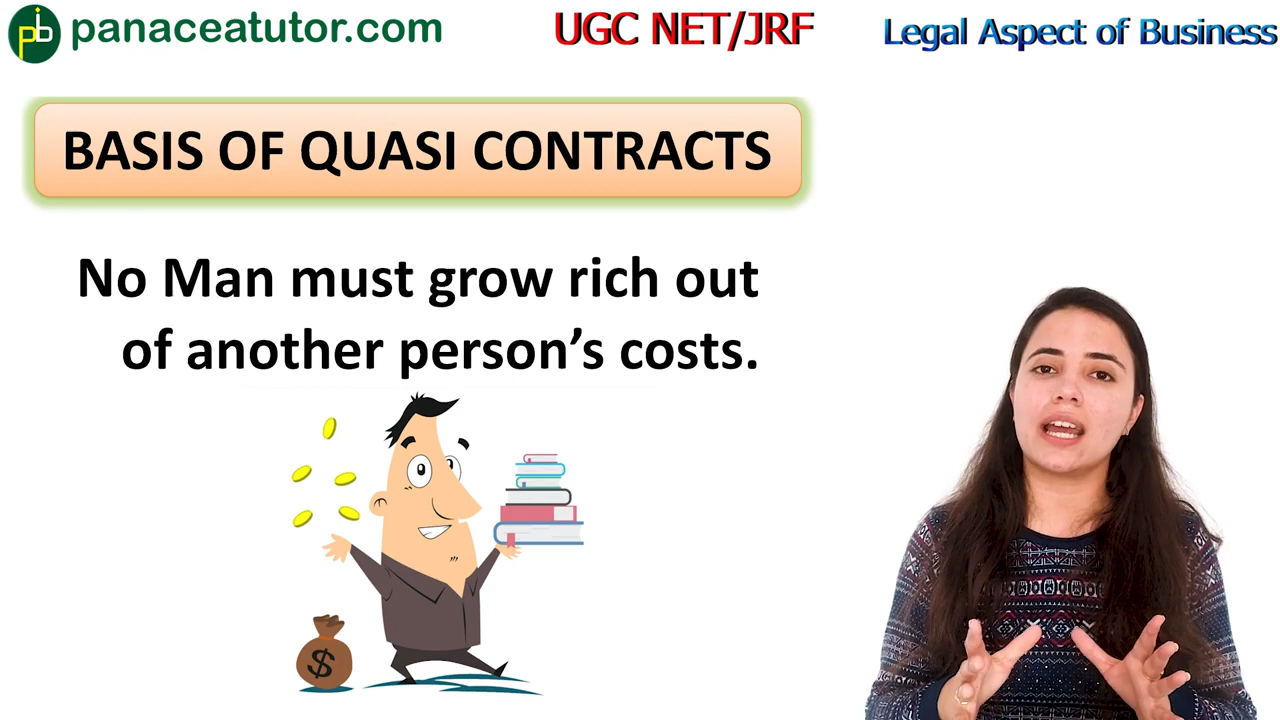 pb panaceatutor.com
UGC NET/JRF
Legal Aspect of Business
BASIS OF QUASI CONTRACTS
No Man must grow rich out
of another person’s costs.
$